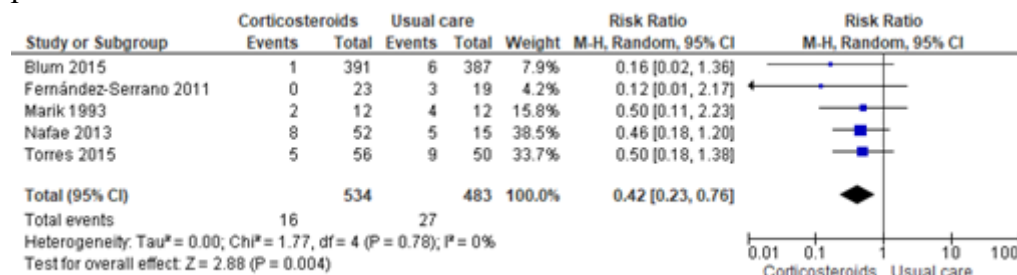 Corticosteroids Usual care Risk Ratio Risk Ratio
Study or Subgroup Events Total Events Total Weight M-H, Random, 95% CI M-H, Random, 95% CI
Blum 2015 1 391 6 387 7.9% 0.16 [0.02, 1.36]
Fernández-Serrano 2011 0 23 3 19 4.2% 0.12 [0.01, 2.17]
Marik 1993 2 12 4 12 15.8% 0.50 [0.11, 2.23]
Nafae 2013 8 52 5 15 38.5% 0.46 [0.18, 1.20]
Torres 2015 5 56 9 50 33.7% 0.50 [0.18, 1.38]
Total (95% CI) 534 483 100.0% 0.42 [0.23, 0.76]
Total events 16 27
Heterogeneity: Tau² = 0.00; Chi² = 1.77, df = 4 (P = 0.78); I² = 0%
Test for overall effect: Z = 2.88 (P = 0.004)
0.01 0.1 1 10 100
Corticosteroids Usual care